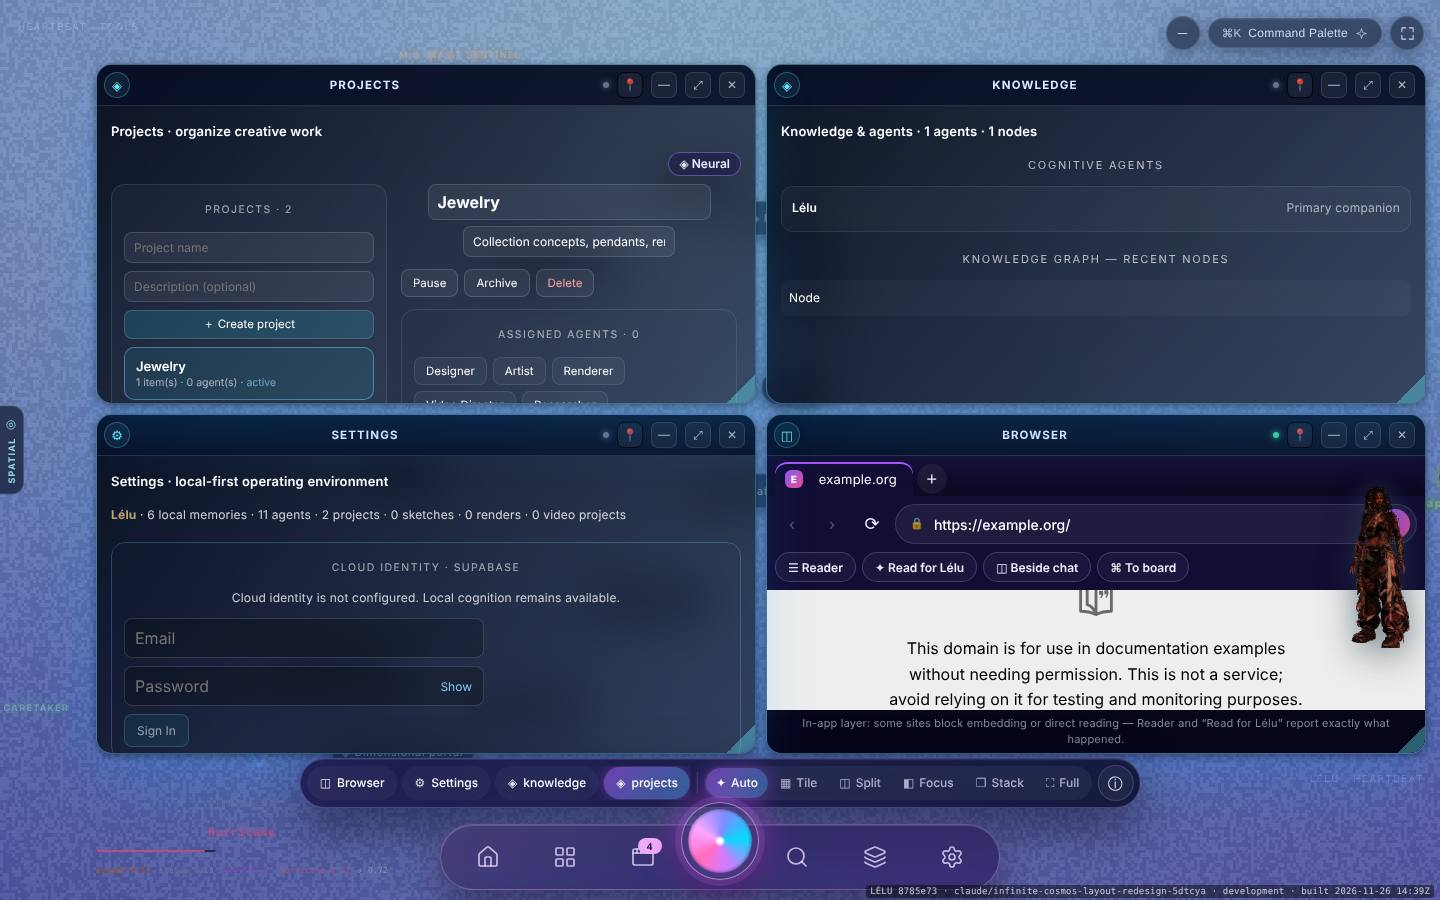 HEARTBEAT TOOLS
⌘K Command Palette
PROJECTS
Projects · organize creative work
◈ Neural
PROJECTS · 2
Project name
Description (optional)
+ Create project
Jewelry
1 item(s) · 0 agent(s) · active
Jewelry
Collection concepts, pendants, rei
Pause Archive Delete
ASSIGNED AGENTS · 0
Designer Artist Renderer
KNOWLEDGE
Knowledge & agents · 1 agents · 1 nodes
COGNITIVE AGENTS
Lélu Primary companion
KNOWLEDGE GRAPH — RECENT NODES
Node
SPATIAL
SETTINGS
Settings · local-first operating environment
Lélu · 6 local memories · 11 agents · 2 projects · 0 sketches · 0 renders · 0 video projects
CLOUD IDENTITY · SUPABASE
Cloud identity is not configured. Local cognition remains available.
Email
Password Show
Sign In
BROWSER
E example.org +
https://example.org/
☰ Reader ✦ Read for Lélu ◫ Beside chat ⌘ To board
This domain is for use in documentation examples
without needing permission. This is not a service;
avoid relying on it for testing and monitoring purposes.
In-app layer: some sites block embedding or direct reading — Reader and “Read for Lélu” report exactly what
happened.
CARETAKER
Browser Settings knowledge projects Auto Tile Split Focus Stack Full
LÉLU HEARTBEAT
Hurricane
4
LÉLU 8785e73 · claude/infinite-cosmos-layout-redesign-5dtcya · development · built 2026-11-26 14:39Z